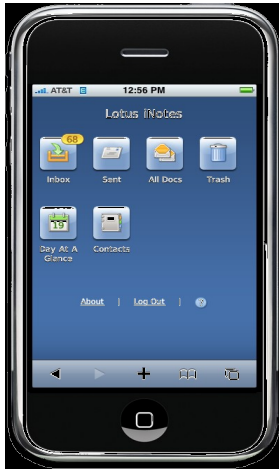 AT&T E 12:56 PM
Lotus iNotes
68
Inbox Sent All Docs Trash
19
Day At A Glance Contacts
About | Log Out |